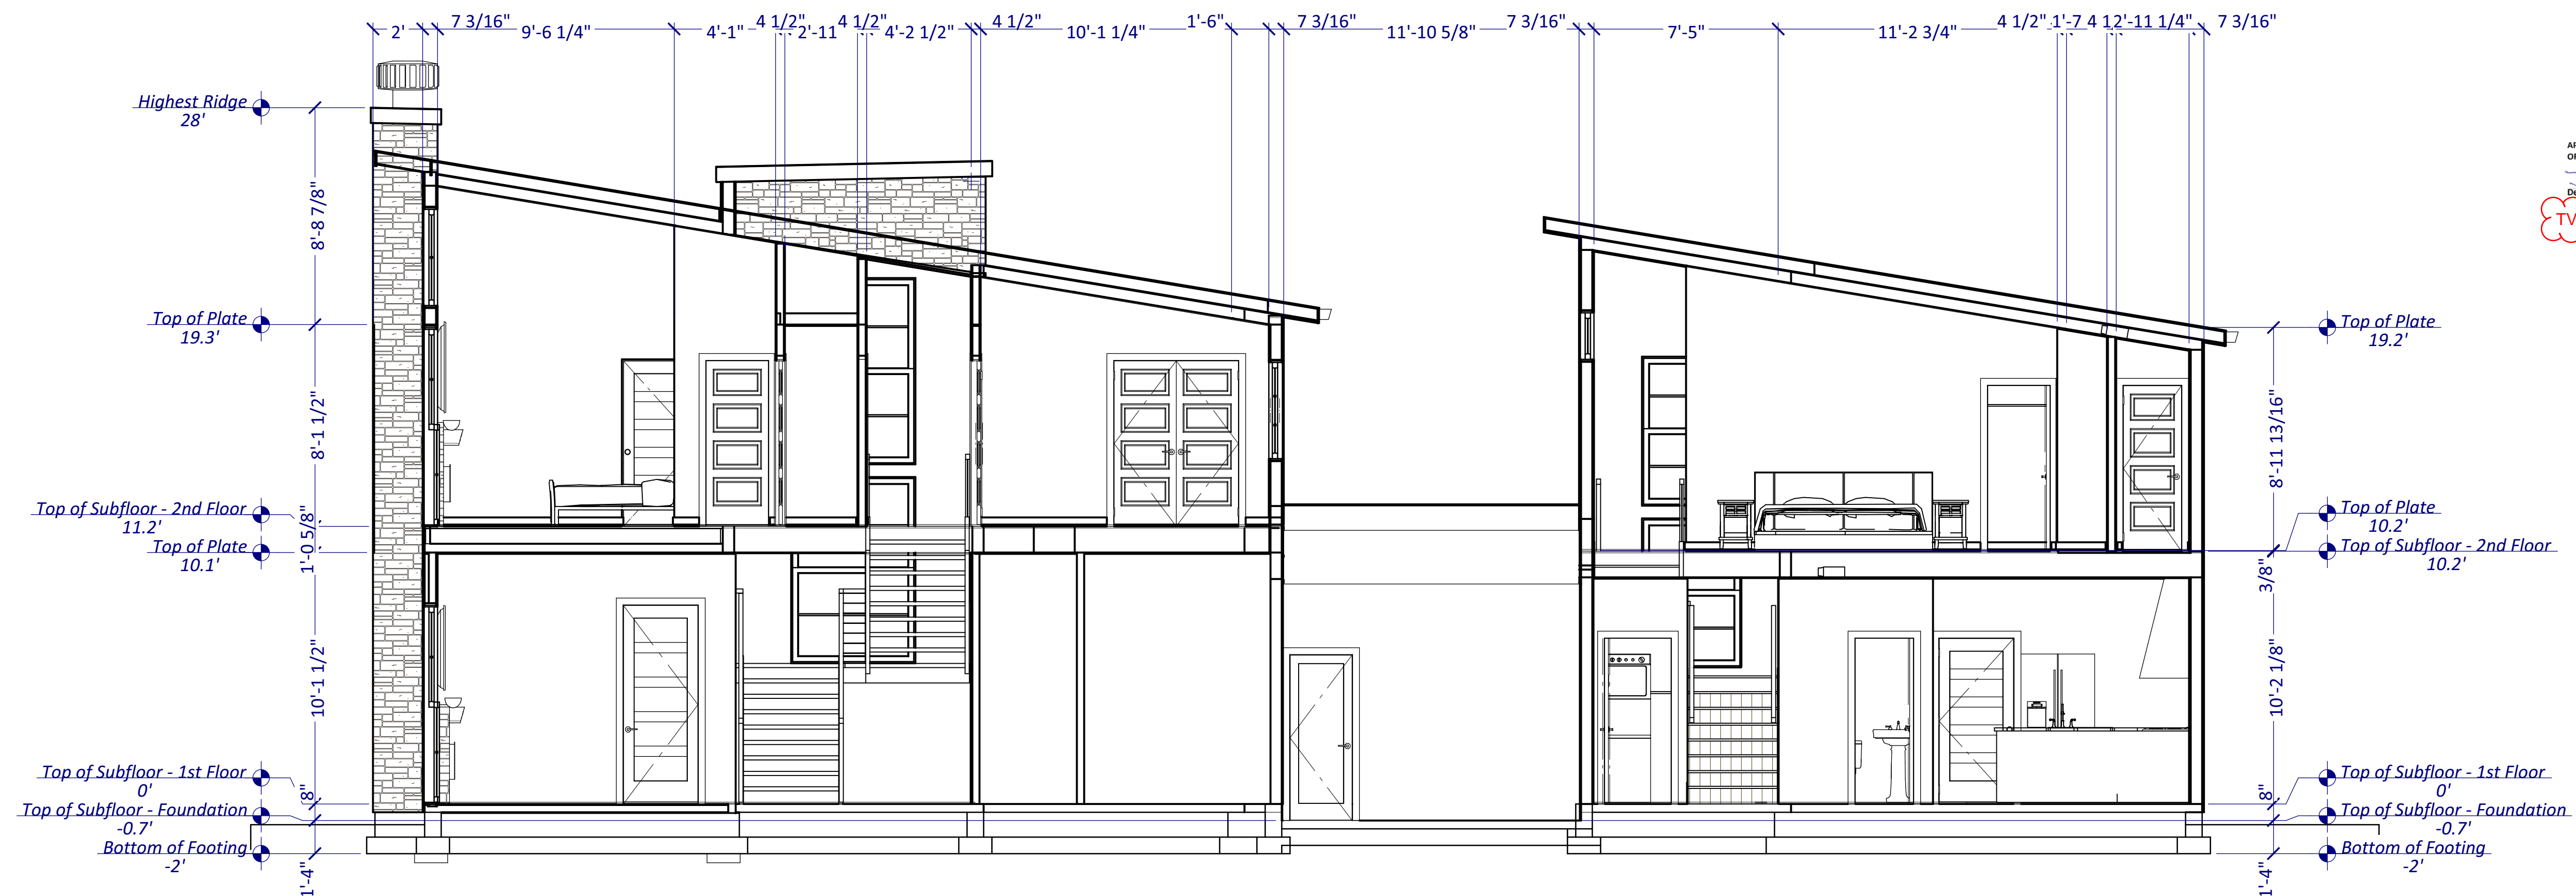 7 3/16" 4 1/2" 4 1/2" 4 1/2" 1'-6" 7 3/16" 7 3/16" 4 1/2" 1'-7 4 1 2'-11 1/4" 7 3/16"
2' 9'-6 1/4" 4'-1" 2'-11 4'-2 1/2" 10'-1 1/4" 11'-10 5/8" 7'-5" 11'-2 3/4"
Highest Ridge
28'
8'-8 7/8"
Top of Plate
19.3'
8'-1 1/2"
Top of Subfloor - 2nd Floor
11.2'
1'-0 5/8"
Top of Plate
10.1'
10'-1 1/2"
Top of Subfloor - 1st Floor
0'
8"
Top of Subfloor - Foundation
-0.7'
Bottom of Footing
-2'
1'-4"
Top of Plate
19.2'
8'-11 13/16"
Top of Plate
10.2'
Top of Subfloor - 2nd Floor
10.2'
3/8"
10'-2 1/8"
Top of Subfloor - 1st Floor
0'
8"
Top of Subfloor - Foundation
-0.7'
Bottom of Footing
-2'
1'-4"
TV